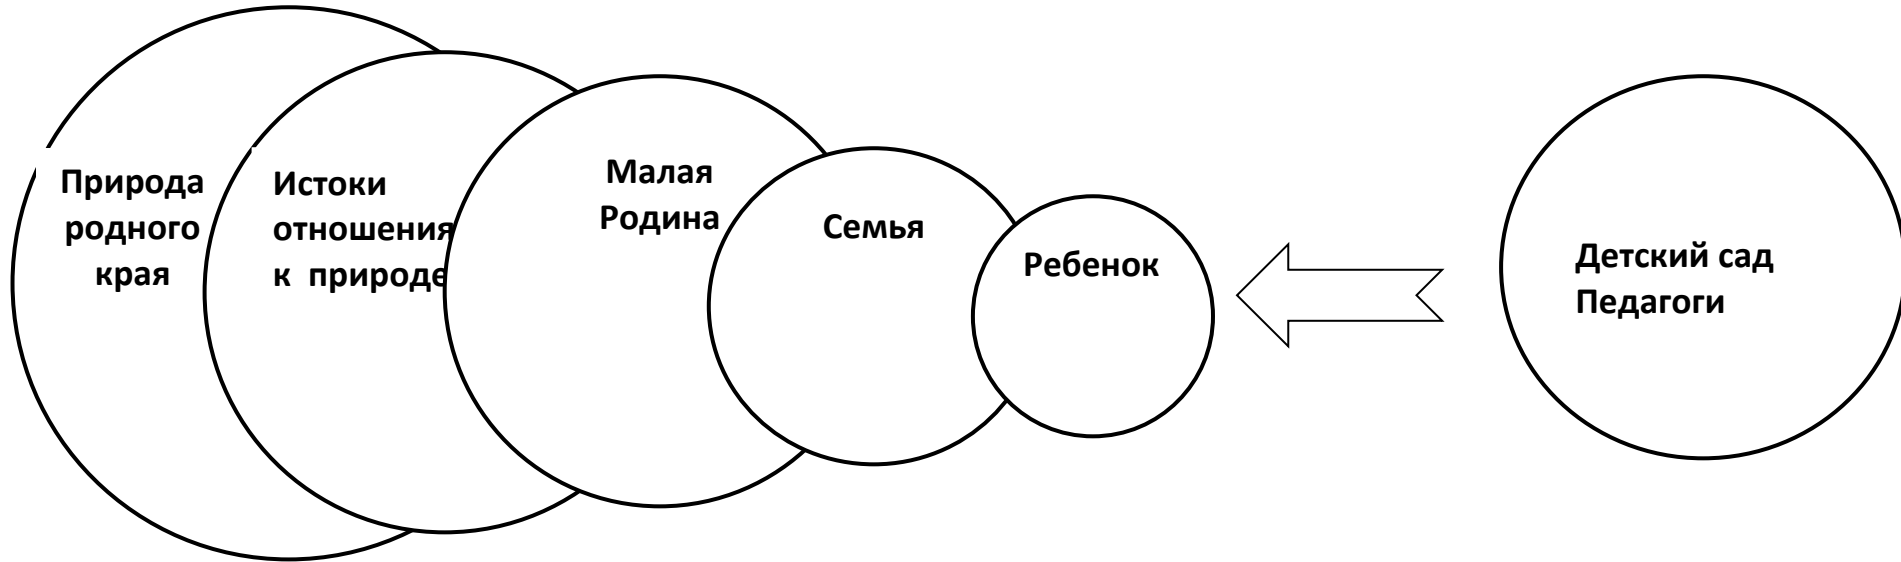 Природа
родного
края
Истоки
отношения
к природе
Малая
Родина
Семья
Ребенок
Детский сад
Педагоги